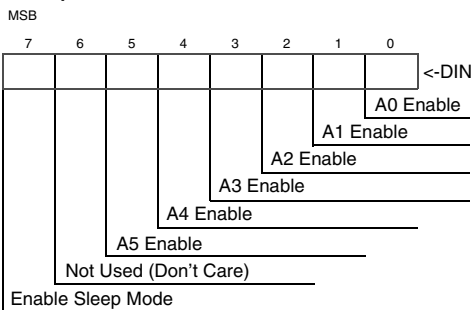 MSB
7 6 5 4 3 2 1 0
<-DIN
A0 Enable
A1 Enable
A2 Enable
A3 Enable
A4 Enable
A5 Enable
Not Used (Don't Care)
Enable Sleep Mode